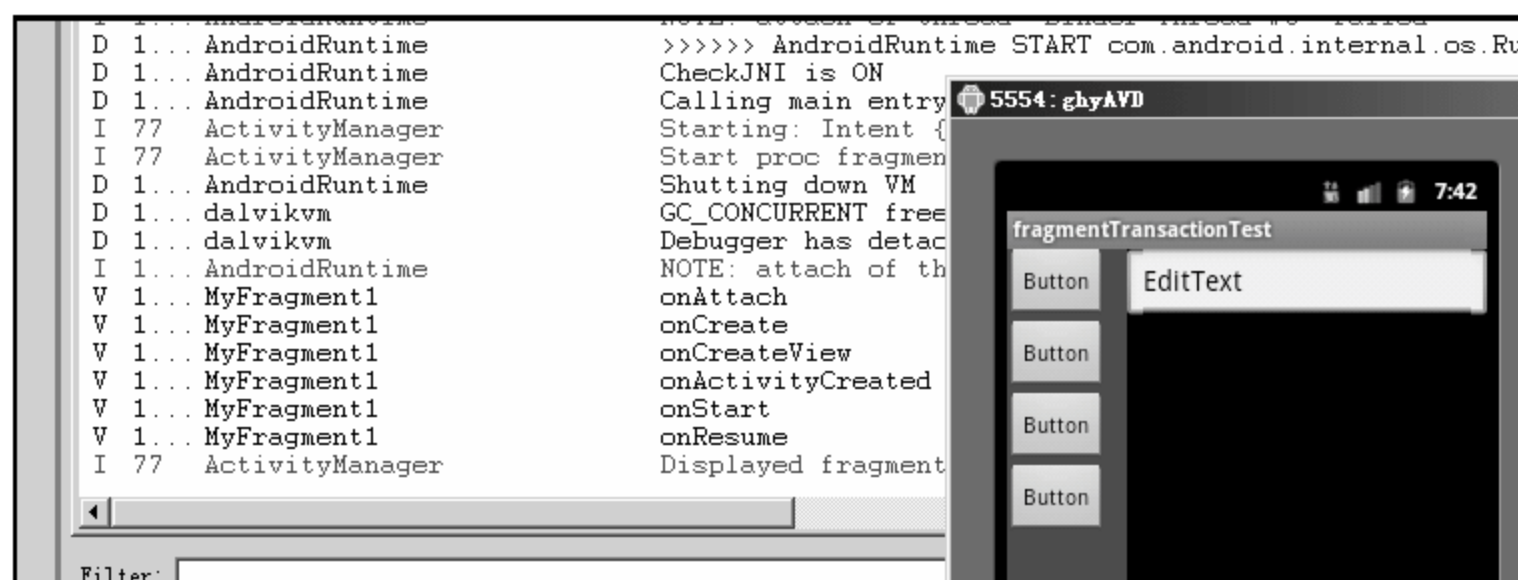 D 1... AndroidRuntime >>>>>> AndroidRuntime START com.android.internal.os.Ru
D 1... AndroidRuntime CheckJNI is ON
D 1... AndroidRuntime Calling main entry
I 77 ActivityManager Starting: Intent {
I 77 ActivityManager Start proc fragmen
D 1... AndroidRuntime Shutting down VM
D 1... dalvikvm GC_CONCURRENT free
D 1... dalvikvm Debugger has detac
I 1... AndroidRuntime NOTE: attach of th
V 1... MyFragment1 onAttach
V 1... MyFragment1 onCreate
V 1... MyFragment1 onCreateView
V 1... MyFragment1 onActivityCreated
V 1... MyFragment1 onStart
V 1... MyFragment1 onResume
I 77 ActivityManager Displayed fragment
Filter:
5554:ghyAVD
7:42
fragmentTransactionTest
Button
EditText
Button
Button
Button